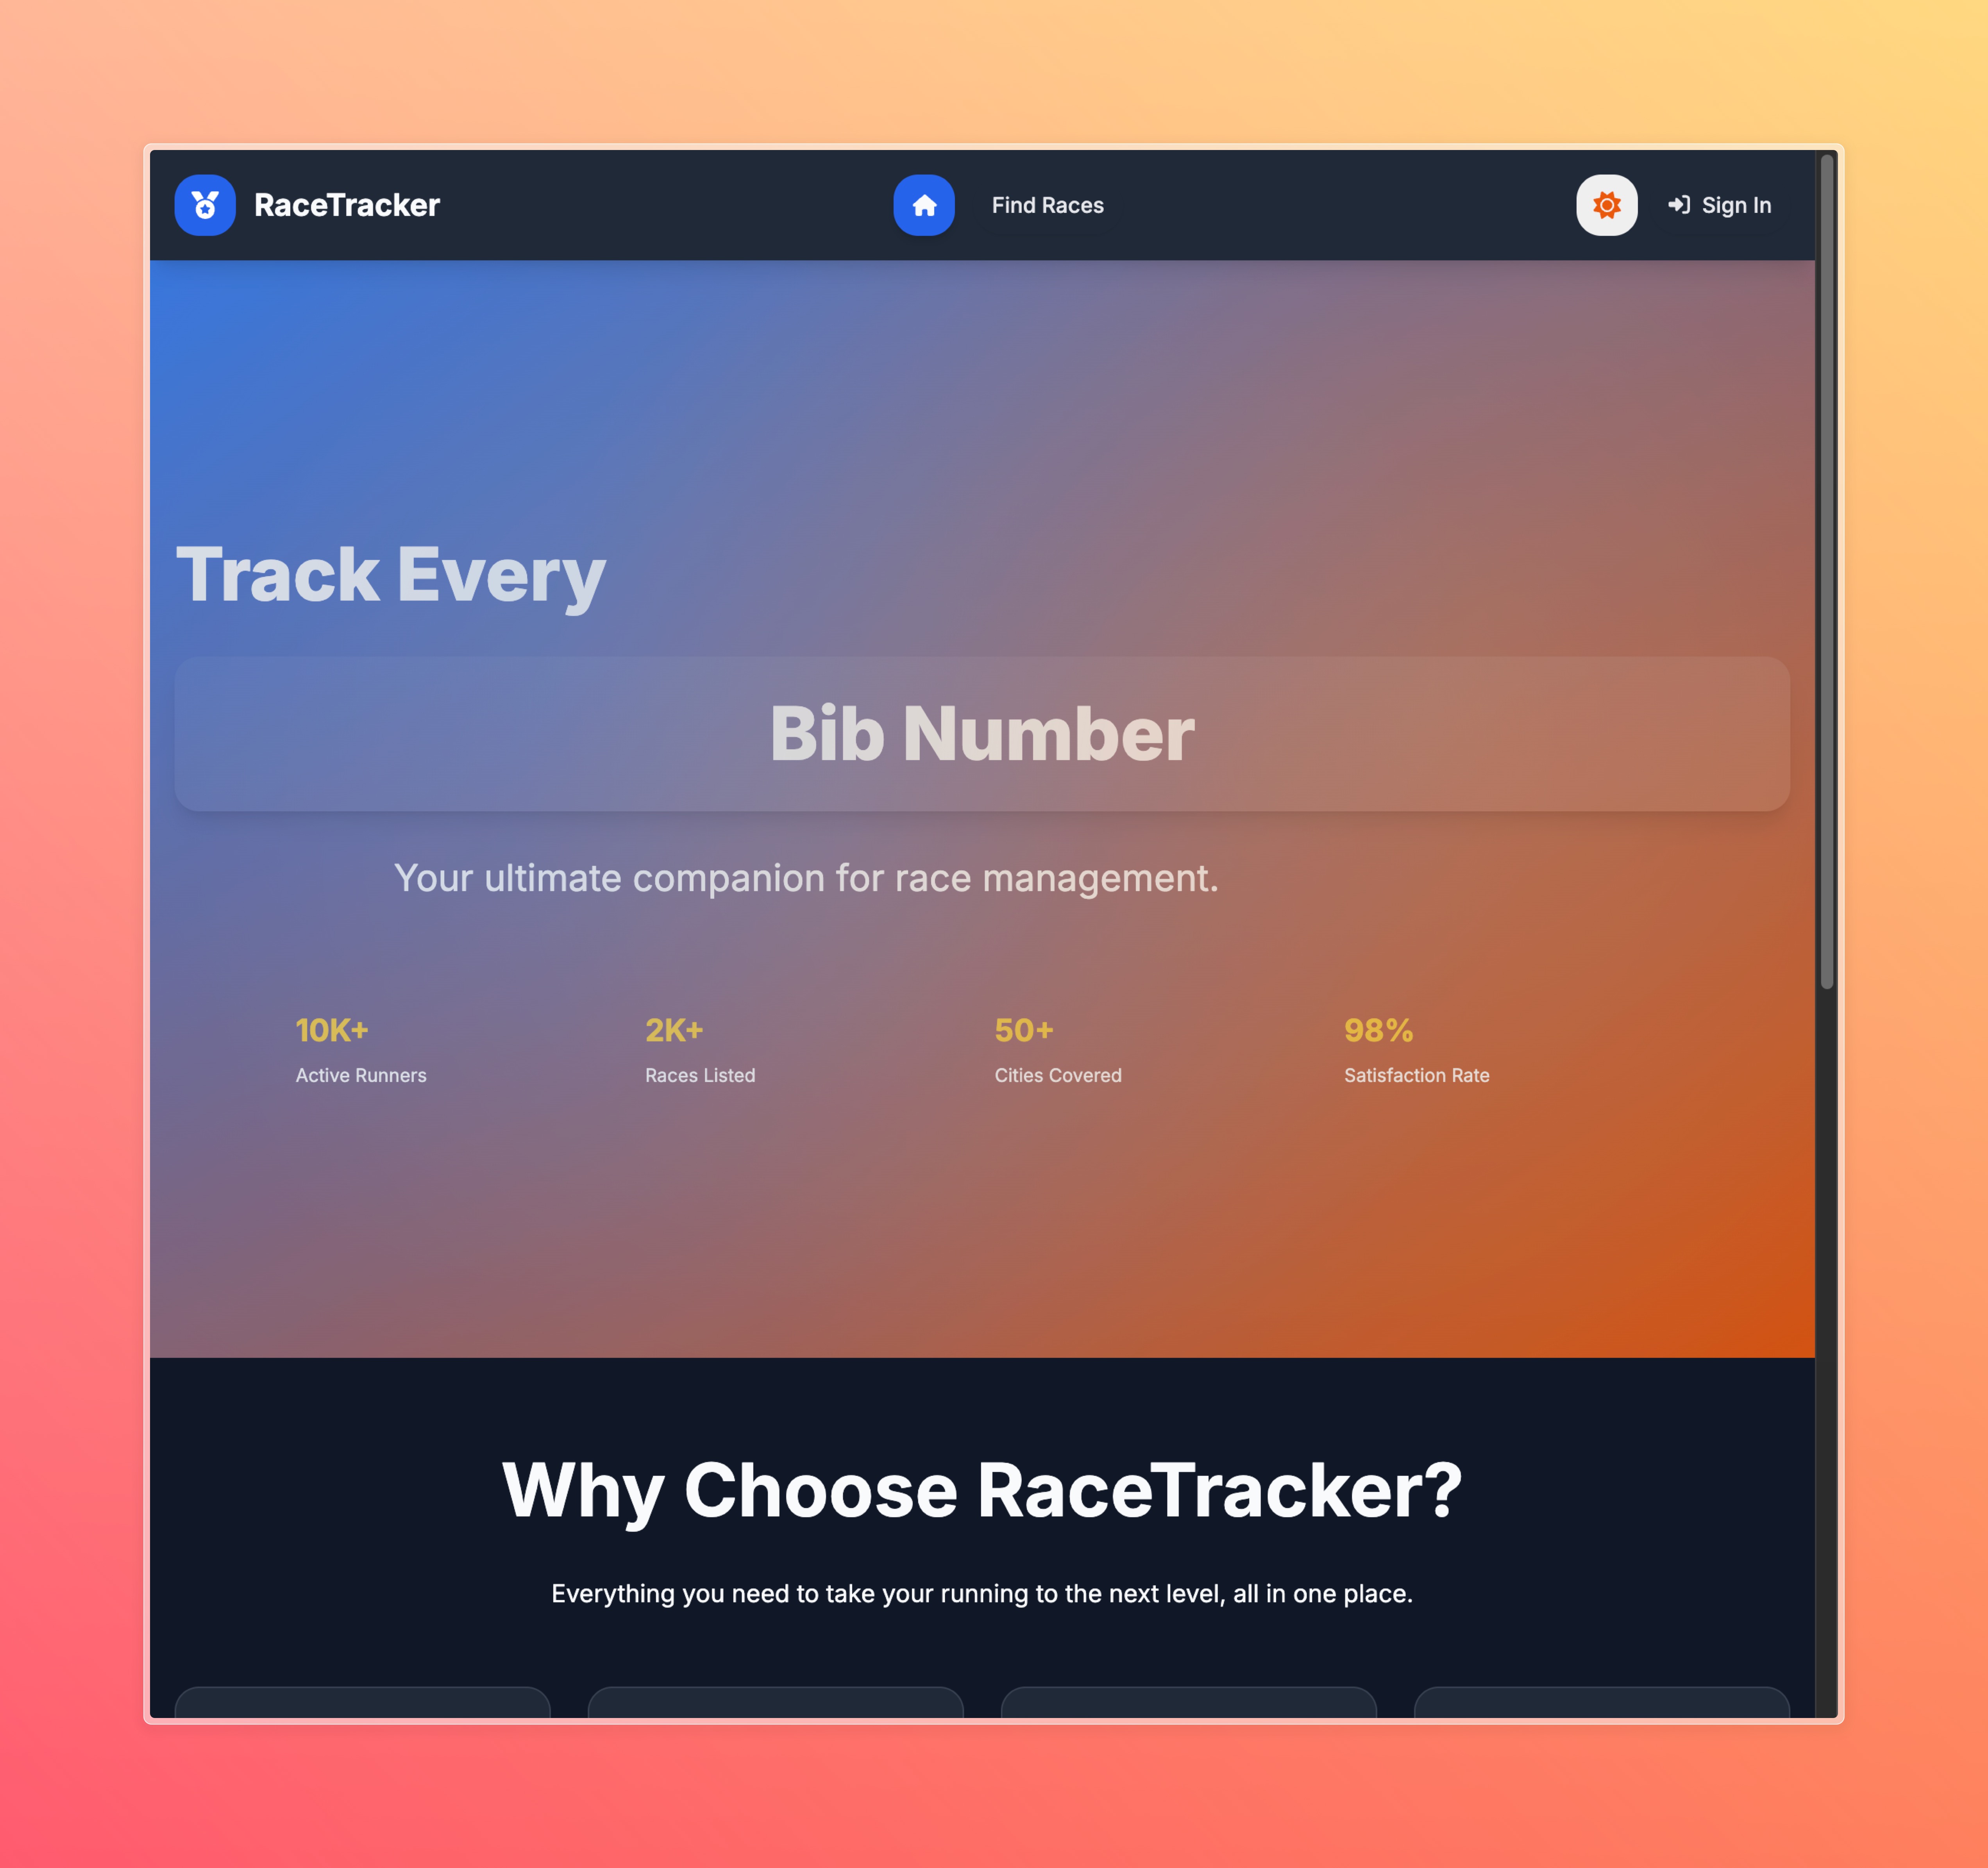 RaceTracker
Find Races
Sign In
Track Every
Bib Number
Your ultimate companion for race management.
10K+
Active Runners
2K+
Races Listed
50+
Cities Covered
98%
Satisfaction Rate
Why Choose RaceTracker?
Everything you need to take your running to the next level, all in one place.